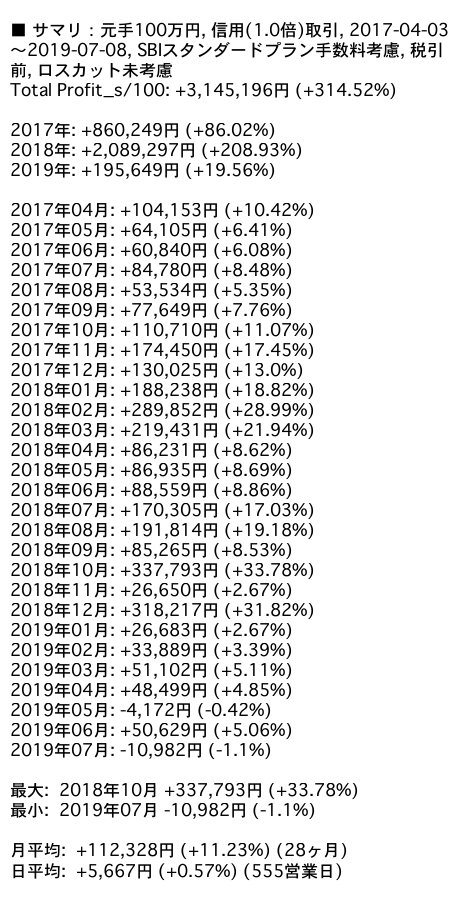 ■ サマリ：元手100万円, 信用(1.0倍)取引, 2017-04-03
～2019-07-08, SBIスタンダードプラン手数料考慮, 税引
前, ロスカット未考慮
Total Profit_s/100: +3,145,196円 (+314.52%)
2017年: +860,249円 (+86.02%)
2018年: +2,089,297円 (+208.93%)
2019年: +195,649円 (+19.56%)
2017年04月: +104,153円 (+10.42%)
2017年05月: +64,105円 (+6.41%)
2017年06月: +60,840円 (+6.08%)
2017年07月: +84,780円 (+8.48%)
2017年08月: +53,534円 (+5.35%)
2017年09月: +77,649円 (+7.76%)
2017年10月: +110,710円 (+11.07%)
2017年11月: +174,450円 (+17.45%)
2017年12月: +130,025円 (+13.0%)
2018年01月: +188,238円 (+18.82%)
2018年02月: +289,852円 (+28.99%)
2018年03月: +219,431円 (+21.94%)
2018年04月: +86,231円 (+8.62%)
2018年05月: +86,935円 (+8.69%)
2018年06月: +88,559円 (+8.86%)
2018年07月: +170,305円 (+17.03%)
2018年08月: +191,814円 (+19.18%)
2018年09月: +85,265円 (+8.53%)
2018年10月: +337,793円 (+33.78%)
2018年11月: +26,650円 (+2.67%)
2018年12月: +318,217円 (+31.82%)
2019年01月: +26,683円 (+2.67%)
2019年02月: +33,889円 (+3.39%)
2019年03月: +51,102円 (+5.11%)
2019年04月: +48,499円 (+4.85%)
2019年05月: -4,172円 (-0.42%)
2019年06月: +50,629円 (+5.06%)
2019年07月: -10,982円 (-1.1%)
最大: 2018年10月 +337,793円 (+33.78%)
最小: 2019年07月 -10,982円 (-1.1%)
月平均: +112,328円 (+11.23%) (28ヶ月)
日平均: +5,667円 (+0.57%) (555営業日)